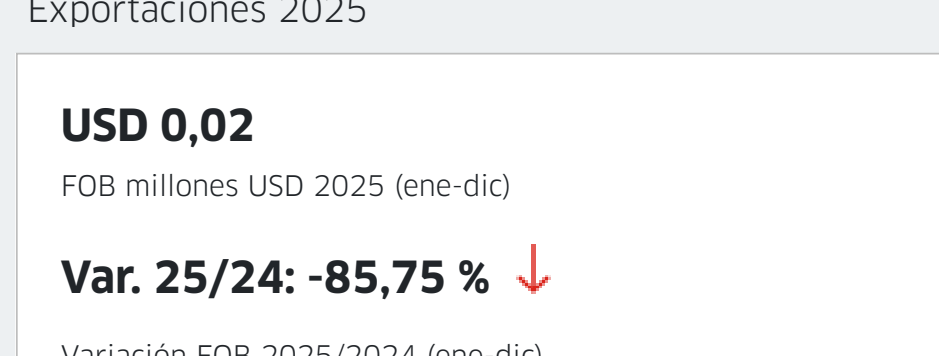 Exportaciones 2025
USD 0,02
FOB millones USD 2025 (ene-dic)
Var. 25/24: -85,75 %
Variación FOB 2025/2024 (ene-dic)